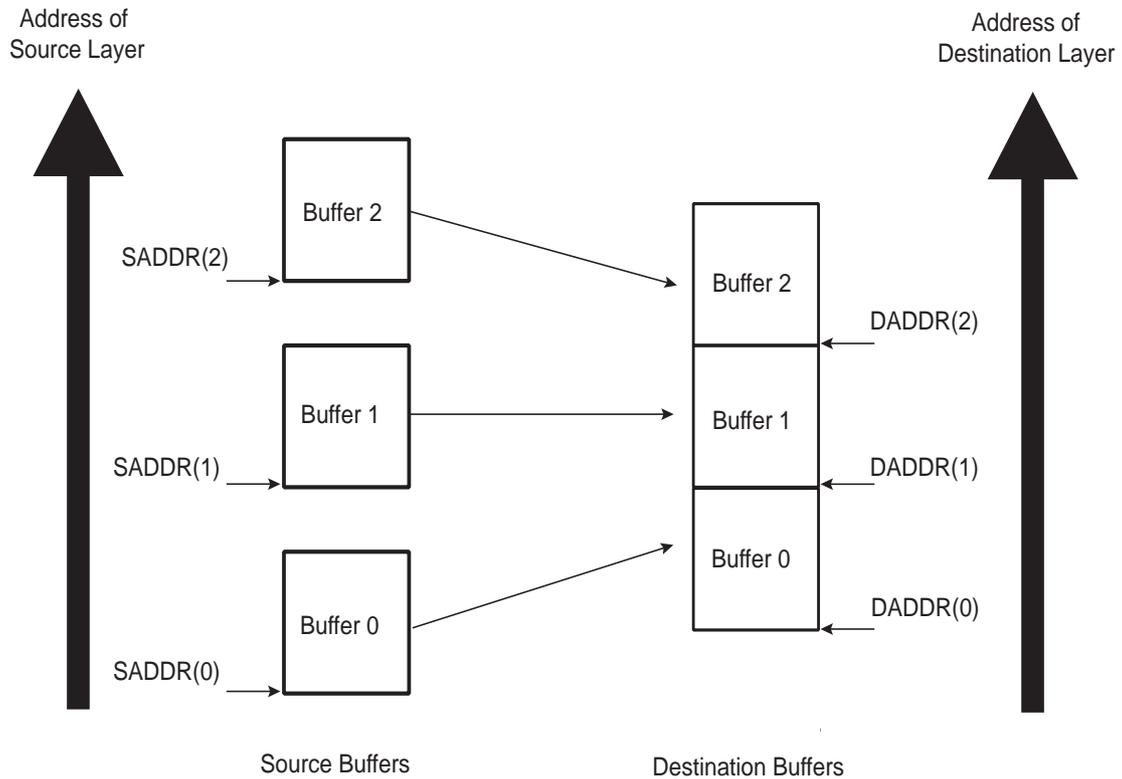 Address of
Source Layer
Address of
Destination Layer
Buffer 2
SADDR(2)
Buffer 2
DADDR(2)
Buffer 1
Buffer 1
SADDR(1)
DADDR(1)
Buffer 0
Buffer 0
DADDR(0)
SADDR(0)
Source Buffers
Destination Buffers